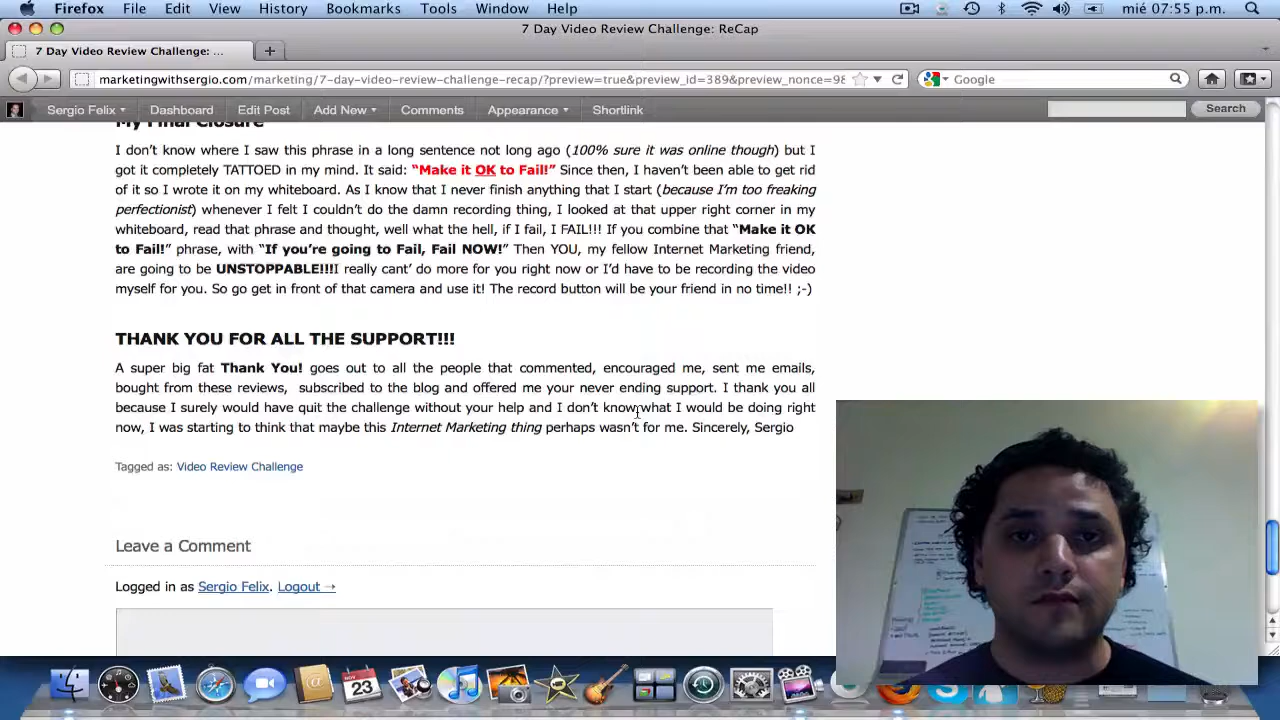 Firefox File Edit View History Bookmarks Tools Window Help mié 07:55 p.m.
7 Day Video Review Challenge: ReCap
7 Day Video Review Challenge: ...
marketingwithsergio.com/marketing/7-day-video-review-challenge-recap/?preview=true&preview_id=389&preview_nonce=98 Google
Sergio Felix Dashboard Edit Post Add New Comments Appearance Shortlink Search
My Final Closure
I don’t know where I saw this phrase in a long sentence not long ago (100% sure it was online though) but I
got it completely TATTOED in my mind. It said: “Make it OK to Fail!” Since then, I haven’t been able to get rid
of it so I wrote it on my whiteboard. As I know that I never finish anything that I start (because I’m too freaking
perfectionist) whenever I felt I couldn’t do the damn recording thing, I looked at that upper right corner in my
whiteboard, read that phrase and thought, well what the hell, if I fail, I FAIL!!! If you combine that “Make it OK
to Fail!” phrase, with “If you’re going to Fail, Fail NOW!” Then YOU, my fellow Internet Marketing friend,
are going to be UNSTOPPABLE!!!I really cant’ do more for you right now or I’d have to be recording the video
myself for you. So go get in front of that camera and use it! The record button will be your friend in no time!! ;-)
THANK YOU FOR ALL THE SUPPORT!!!
A super big fat Thank You! goes out to all the people that commented, encouraged me, sent me emails,
bought from these reviews, subscribed to the blog and offered me your never ending support. I thank you all
because I surely would have quit the challenge without your help and I don’t know what I would be doing right
now, I was starting to think that maybe this Internet Marketing thing perhaps wasn’t for me. Sincerely, Sergio
Tagged as: Video Review Challenge
Leave a Comment
Logged in as Sergio Felix. Logout →
23